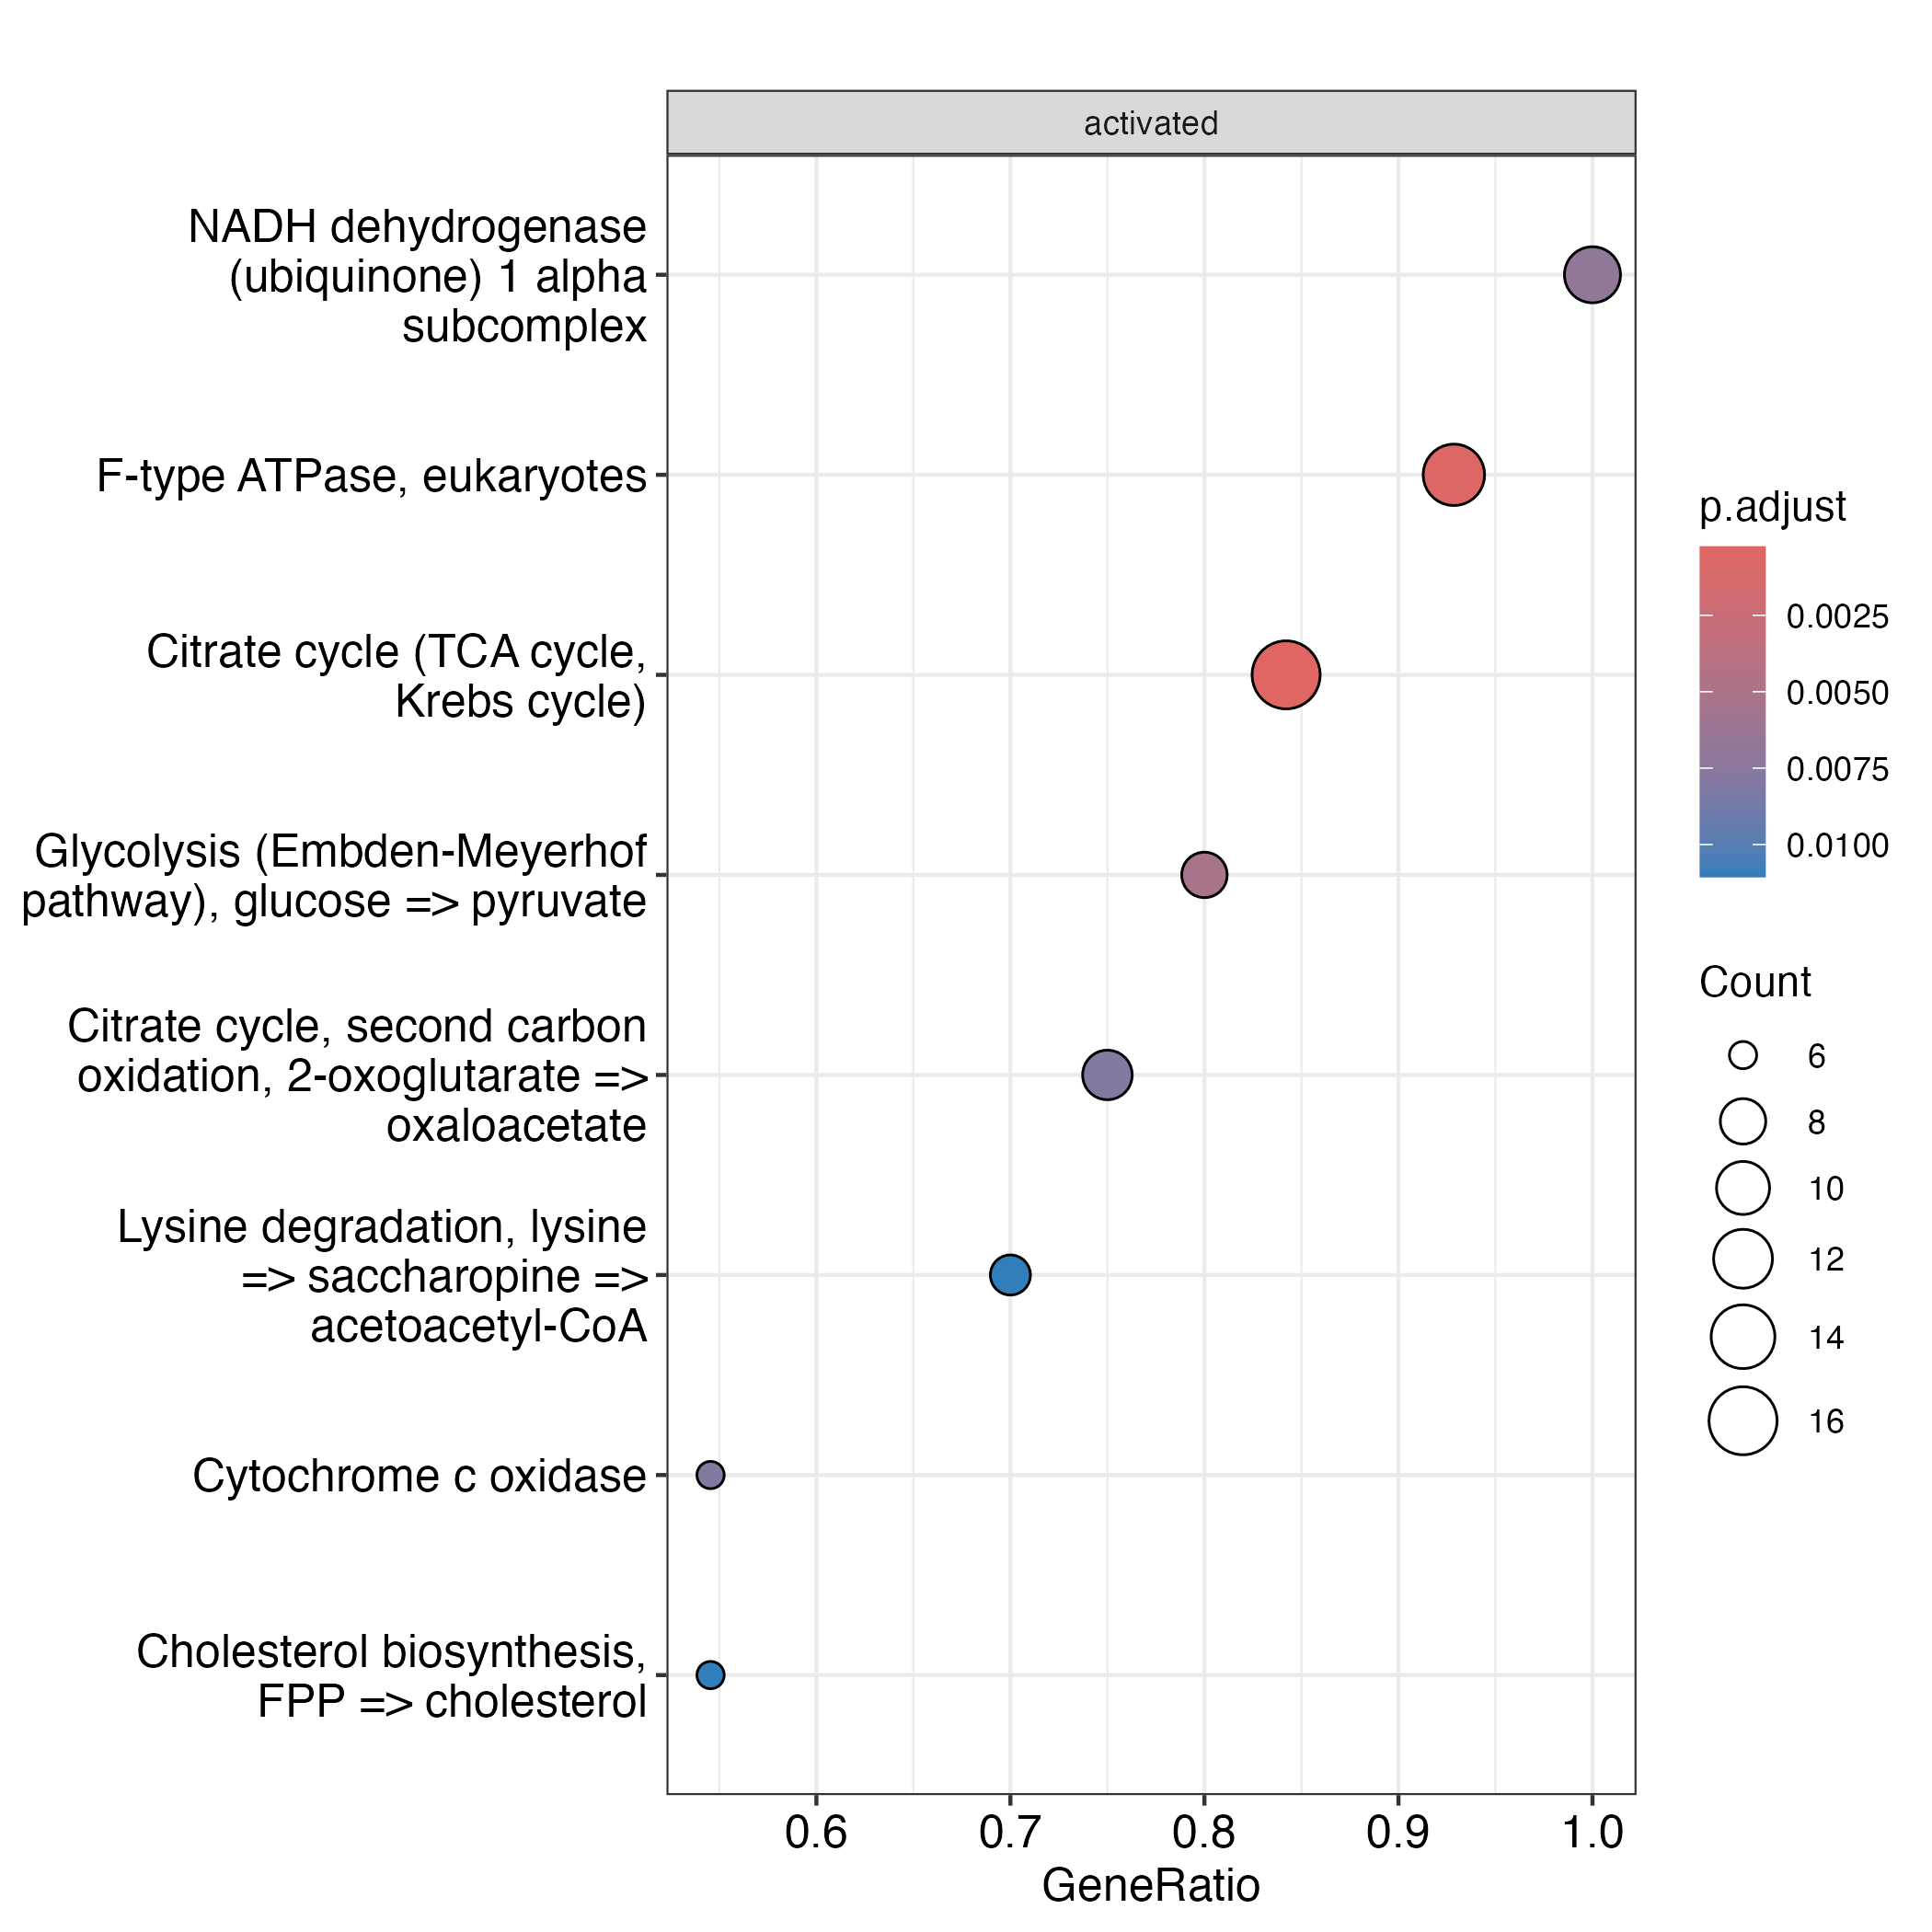 activated
NADH dehydrogenase
(ubiquinone) 1 alpha
subcomplex
F-type ATPase, eukaryotes
Citrate cycle (TCA cycle,
Krebs cycle)
Glycolysis (Embden-Meyerhof
pathway), glucose => pyruvate
Citrate cycle, second carbon
oxidation, 2-oxoglutarate =>
oxaloacetate
Lysine degradation, lysine
=> saccharopine =>
acetoacetyl-CoA
Cytochrome c oxidase
Cholesterol biosynthesis,
FPP => cholesterol
0.6 0.7 0.8 0.9 1.0
GeneRatio
p.adjust
0.0025
0.0050
0.0075
0.0100
Count
6
8
10
12
14
16